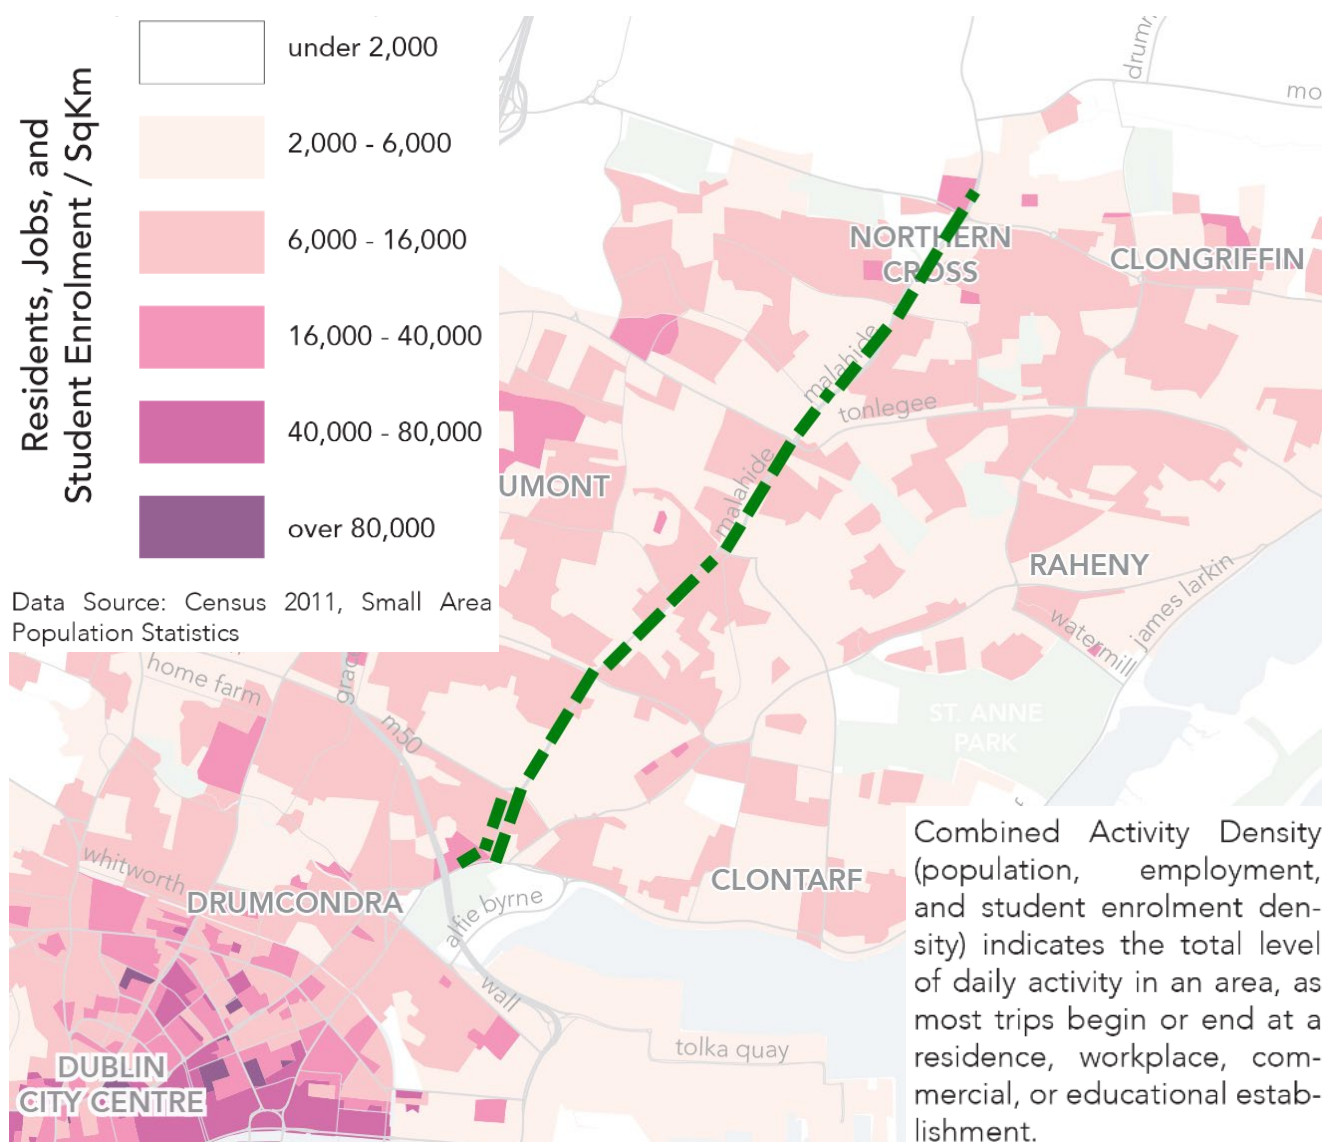 Residents, Jobs, and
Student Enrolment / SqKm
under 2,000
2,000 - 6,000
6,000 - 16,000
16,000 - 40,000
40,000 - 80,000
over 80,000
Data Source: Census 2011, Small Area
Population Statistics
mo
NORTHERN
CROSS
CLONGRIFFIN
malahide
tonlegee
malahide
UMONT
RAHENY
james larkin
watermill
home farm
grac
m50
ST. ANNE
PARK
whitworth
DRUMCONDRA
CLONTARF
alfie byrne
wall
tolka quay
DUBLIN
CITY CENTRE
Combined Activity Density
(population, employment,
and student enrolment den-
sity) indicates the total level
of daily activity in an area, as
most trips begin or end at a
residence, workplace, com-
mercial, or educational estab-
lishment.